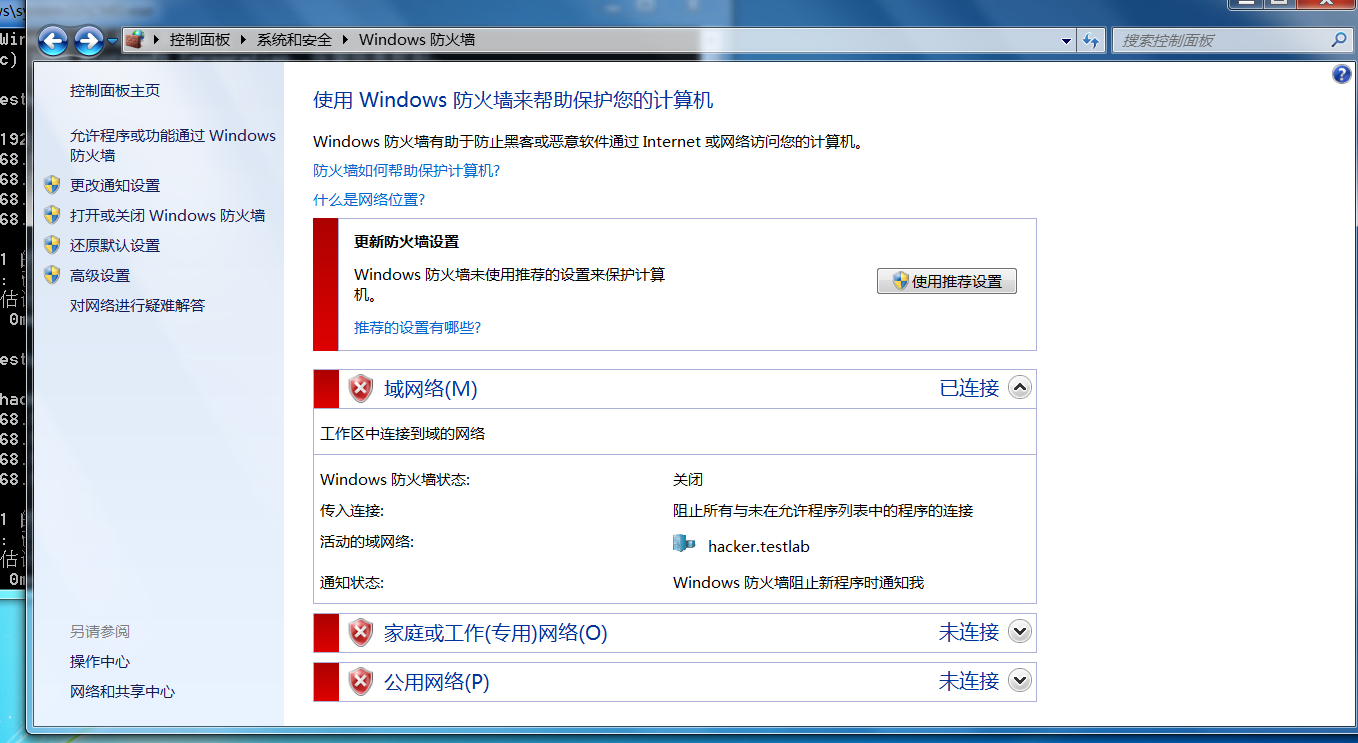 控制面板 系统和安全 Windows 防火墙
搜索控制面板
控制面板主页
允许程序或功能通过 Windows
防火墙
更改通知设置
打开或关闭 Windows 防火墙
还原默认设置
高级设置
对网络进行疑难解答
另请参阅
操作中心
网络和共享中心
使用 Windows 防火墙来帮助保护您的计算机
Windows 防火墙有助于防止黑客或恶意软件通过 Internet 或网络访问您的计算机。
防火墙如何帮助保护计算机?
什么是网络位置?
更新防火墙设置
Windows 防火墙未使用推荐的设置来保护计算
机。
使用推荐设置
推荐的设置有哪些?
域网络(M) 已连接
工作区中连接到域的网络
Windows 防火墙状态: 关闭
传入连接: 阻止所有与未在允许程序列表中的程序的连接
活动的域网络: hacker.testlab
通知状态: Windows 防火墙阻止新程序时通知我
家庭或工作(专用)网络(O) 未连接
公用网络(P) 未连接